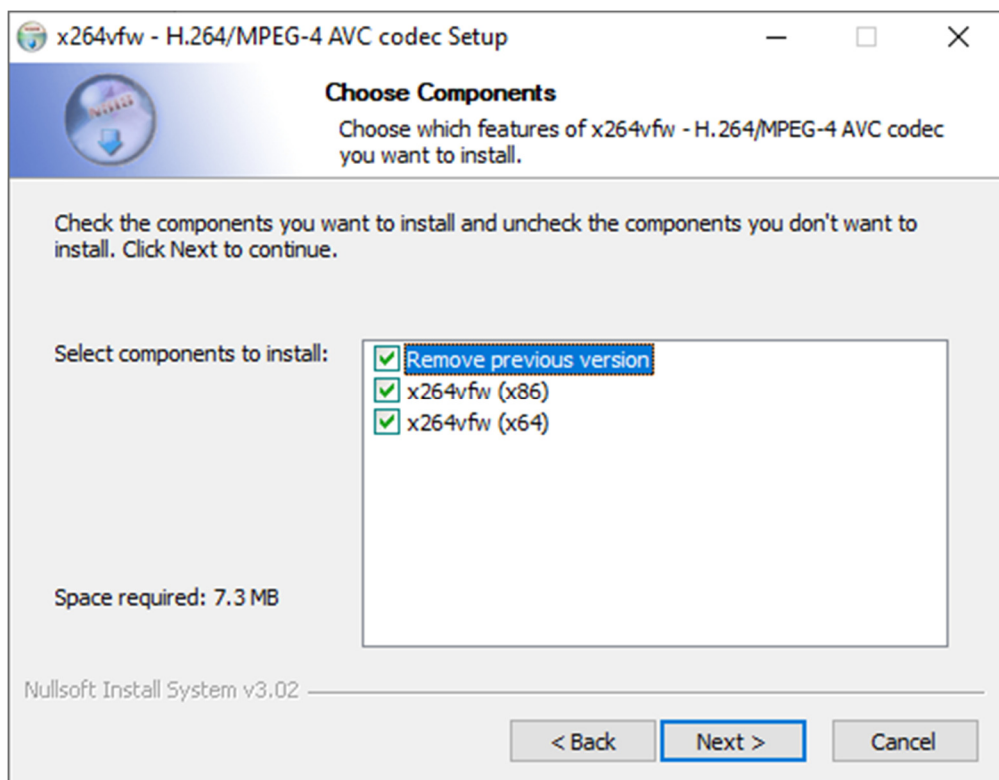 x264vfw - H.264/MPEG-4 AVC codec Setup
Choose Components
Choose which features of x264vfw - H.264/MPEG-4 AVC codec
you want to install.
Check the components you want to install and uncheck the components you don't want to
install. Click Next to continue.
Select components to install:
Remove previous version
x264vfw (x86)
x264vfw (x64)
Space required: 7.3 MB
Nullsoft Install System v3.02
< Back
Next >
Cancel